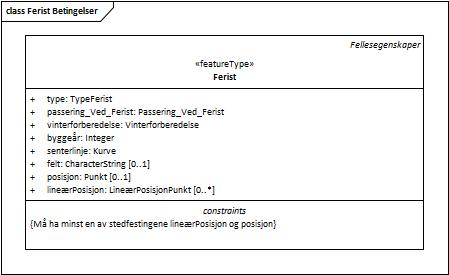 class Ferist Betingelser
Fellesegenskaper
«featureType»
Ferist
+ type: TypeFerist
+ passering_Ved_Ferist: Passering_Ved_Ferist
+ vinterforberedelse: Vinterforberedelse
+ byggeår: Integer
+ senterlinje: Kurve
+ felt: CharacterString [0..1]
+ posisjon: Punkt [0..1]
+ lineærPosisjon: LineærPosisjonPunkt [0..*]
constraints
{Må ha minst en av stedfestingene lineærPosisjon og posisjon}